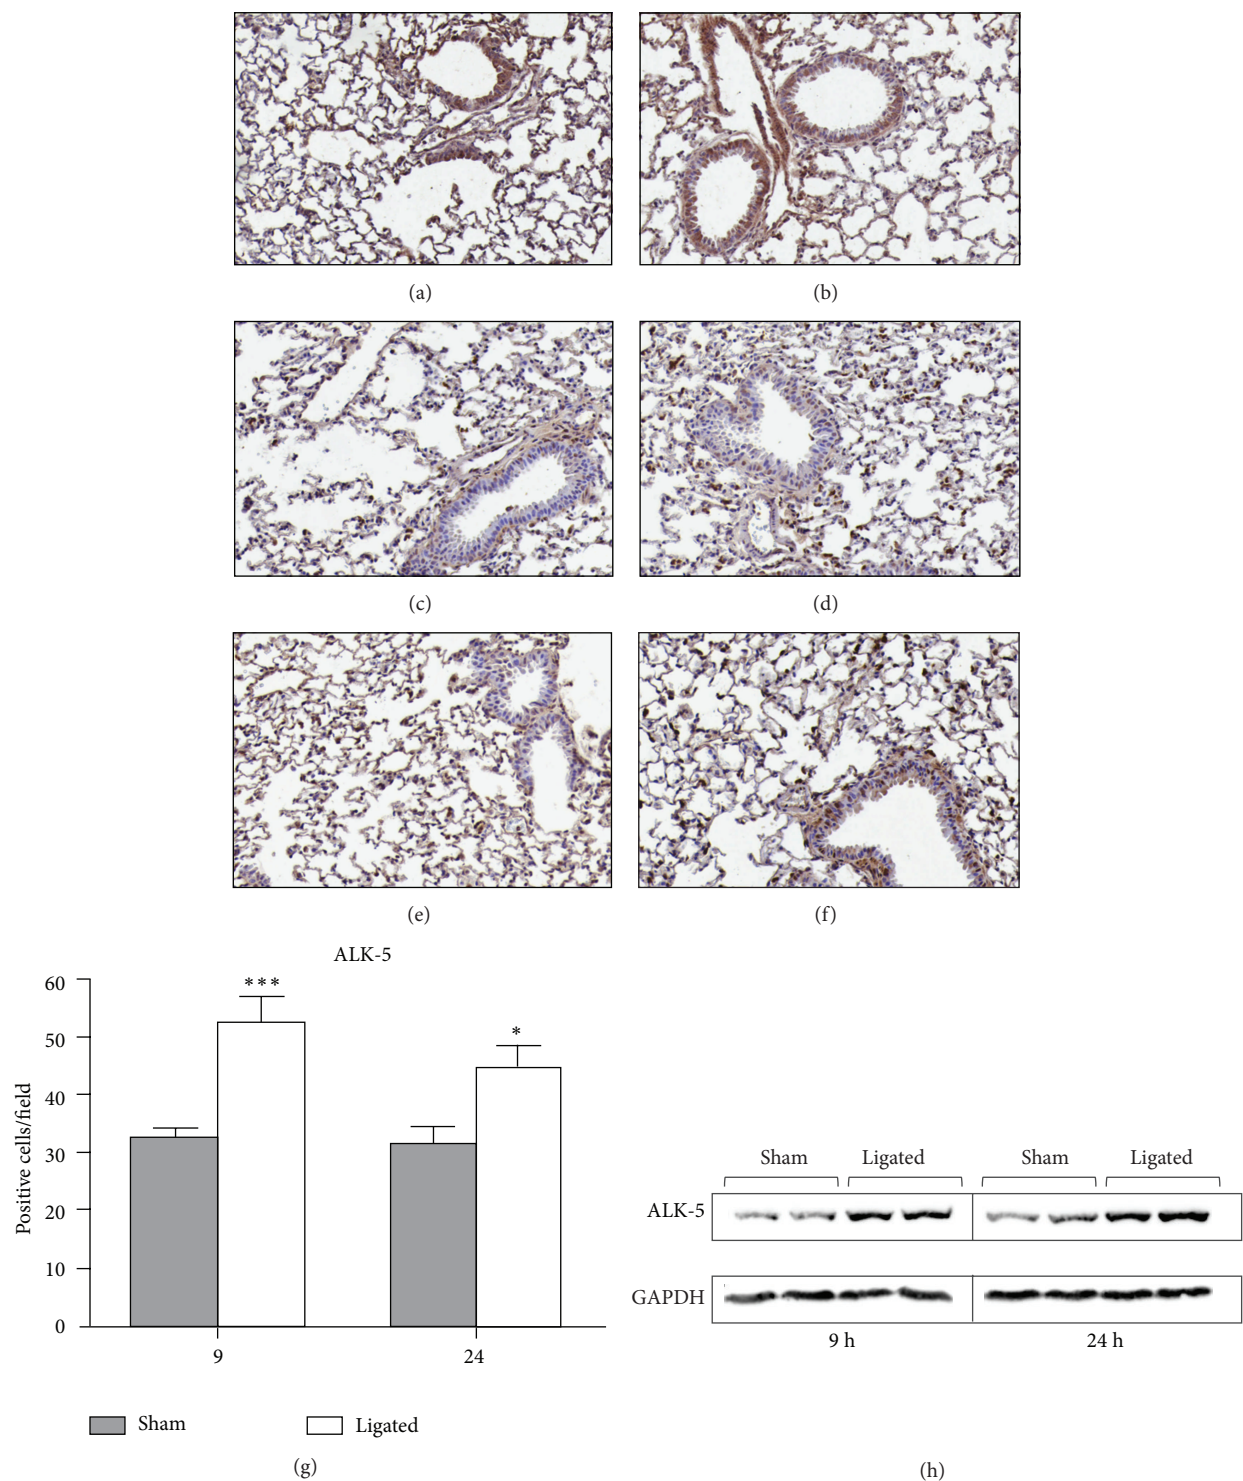 (a)
(b)
(c)
(d)
(e)
(f)
ALK-5
60
50
40
30
20
10
0
Positive cells/field
***
*
9
24
Sham
Ligated
(g)
Sham
Ligated
Sham
Ligated
ALK-5
GAPDH
9 h
24 h
(h)